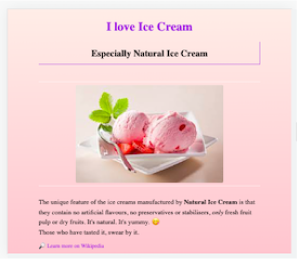 I love Ice Cream
Especially Natural Ice Cream
The unique feature of the ice creams manufactured by Natural Ice Cream is that
they contain no artificial flavours, no preservatives or stabilisers, only fresh fruit
pulp or dry fruits. It's natural. It's yummy. 😋
Those who have tasted it, swear by it.
Learn more on Wikipedia